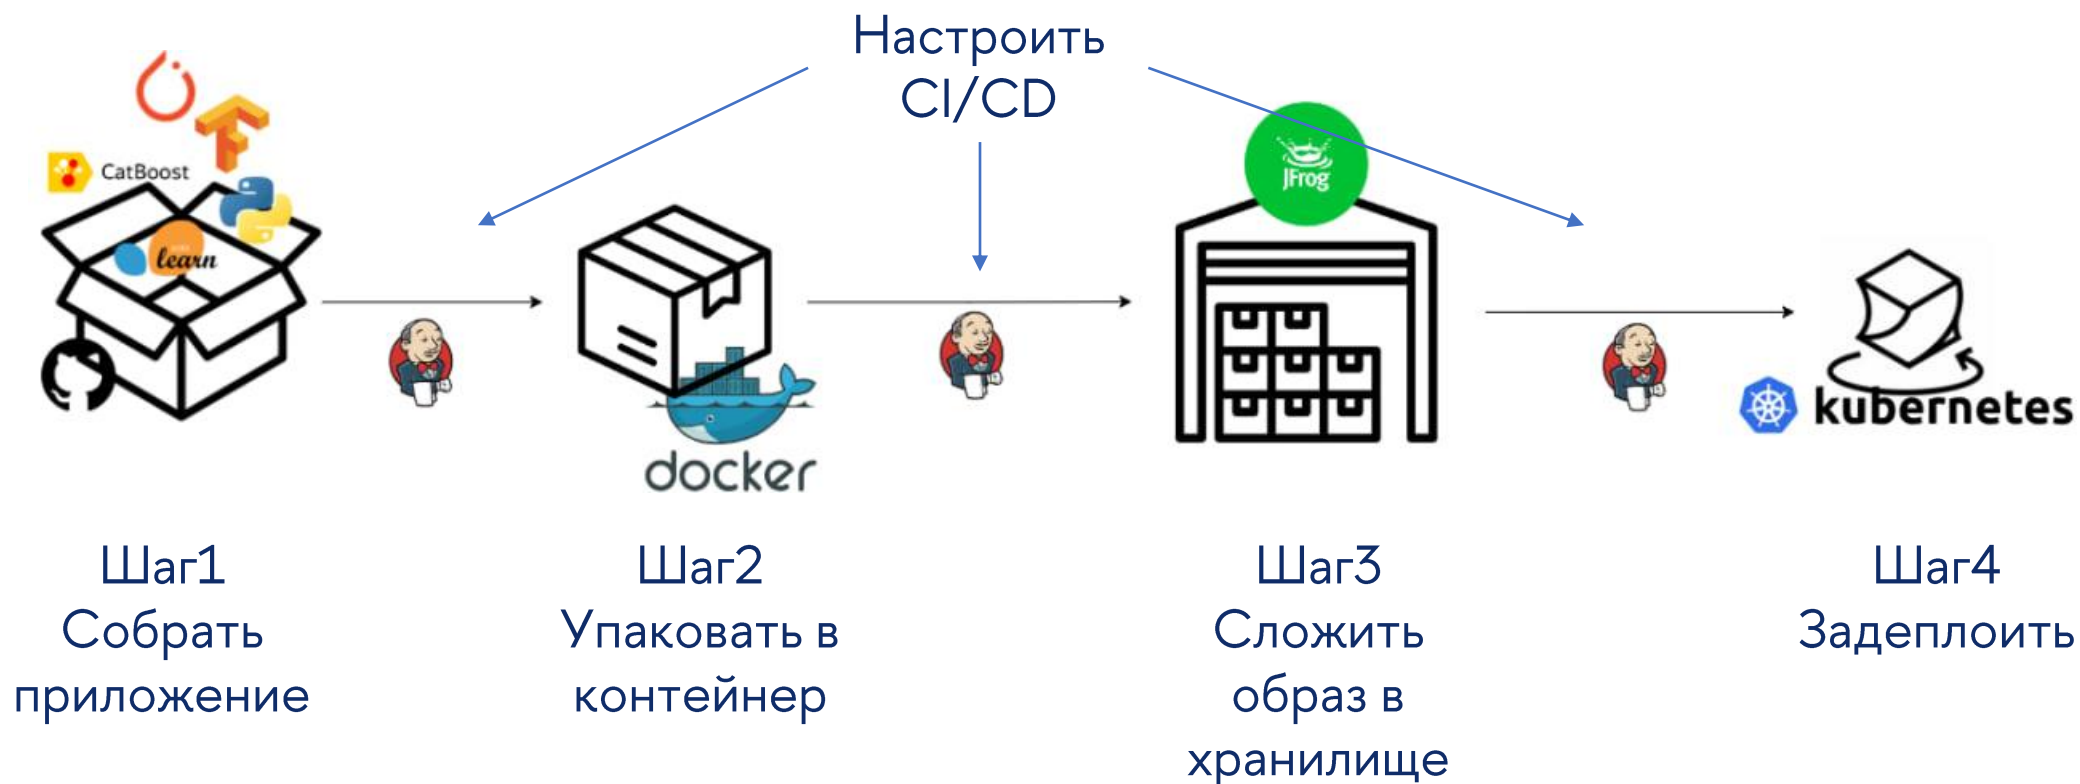 Настроить
CI/CD
CatBoost
learn
JFrog
docker
kubernetes
Шаг1
Собрать
приложение
Шаг2
Упаковать в
контейнер
Шаг3
Сложить
образ в
хранилище
Шаг4
Задеплоить